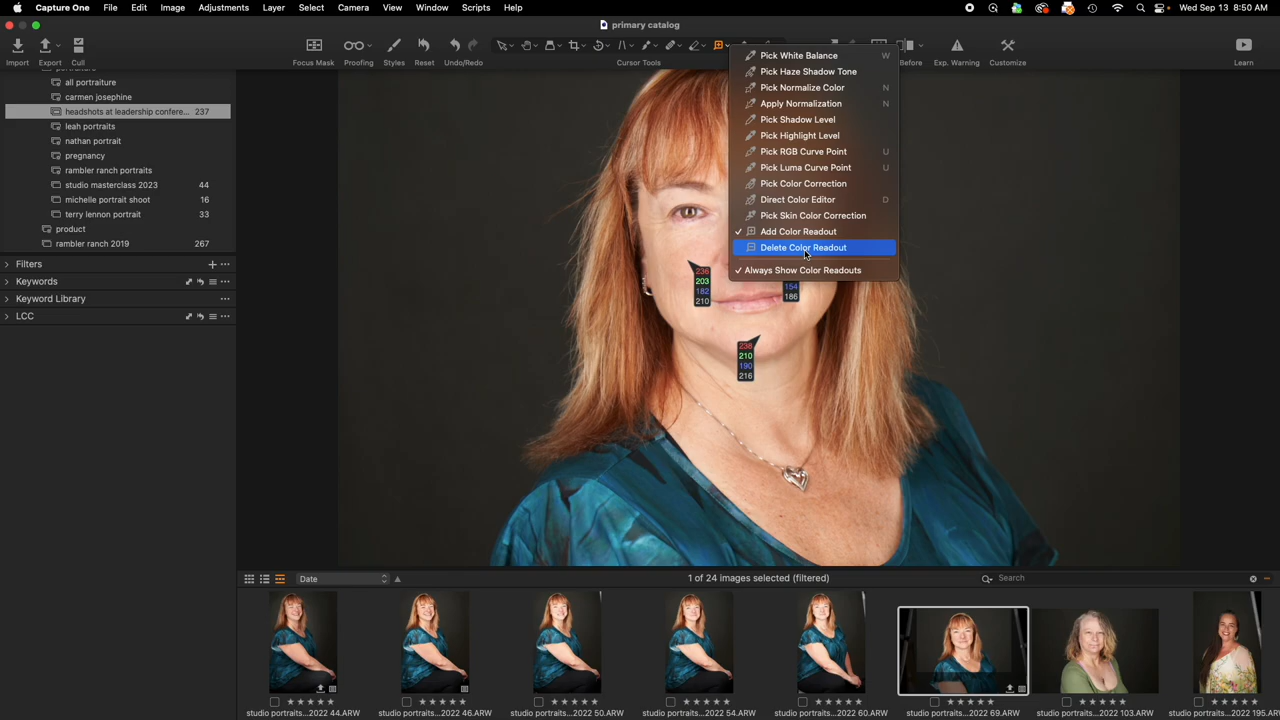 Capture One File Edit Image Adjustments Layer Select Camera View Window Scripts Help Wed Sep 13 8:50 AM
primary catalog
Import Export Cull Focus Mask Proofing Styles Reset Undo/Redo Cursor Tools Before Exp. Warning Customize Learn
all portraiture
carmen josephine
headshots at leadership confere... 237
leah portraits
nathan portrait
pregnancy
rambler ranch portraits
studio masterclass 2023 44
michelle portrait shoot 16
terry lennon portrait 33
product
rambler ranch 2019 267
Filters
Keywords
Keyword Library
LCC
Pick White Balance W
Pick Haze Shadow Tone
Pick Normalize Color N
Apply Normalization N
Pick Shadow Level
Pick Highlight Level
Pick RGB Curve Point U
Pick Luma Curve Point U
Pick Color Correction
Direct Color Editor D
Pick Skin Color Correction
Add Color Readout
Delete Color Readout
Always Show Color Readouts
236
203
182
210
154
186
238
210
190
216
Date 1 of 24 images selected (filtered) Search
studio portraits...2022 44.ARW
studio portraits...2022 46.ARW
studio portraits...2022 50.ARW
studio portraits...2022 54.ARW
studio portraits...2022 60.ARW
studio portraits...2022 69.ARW
studio portraits...2022 103.ARW
studio portraits...2022 195.AR